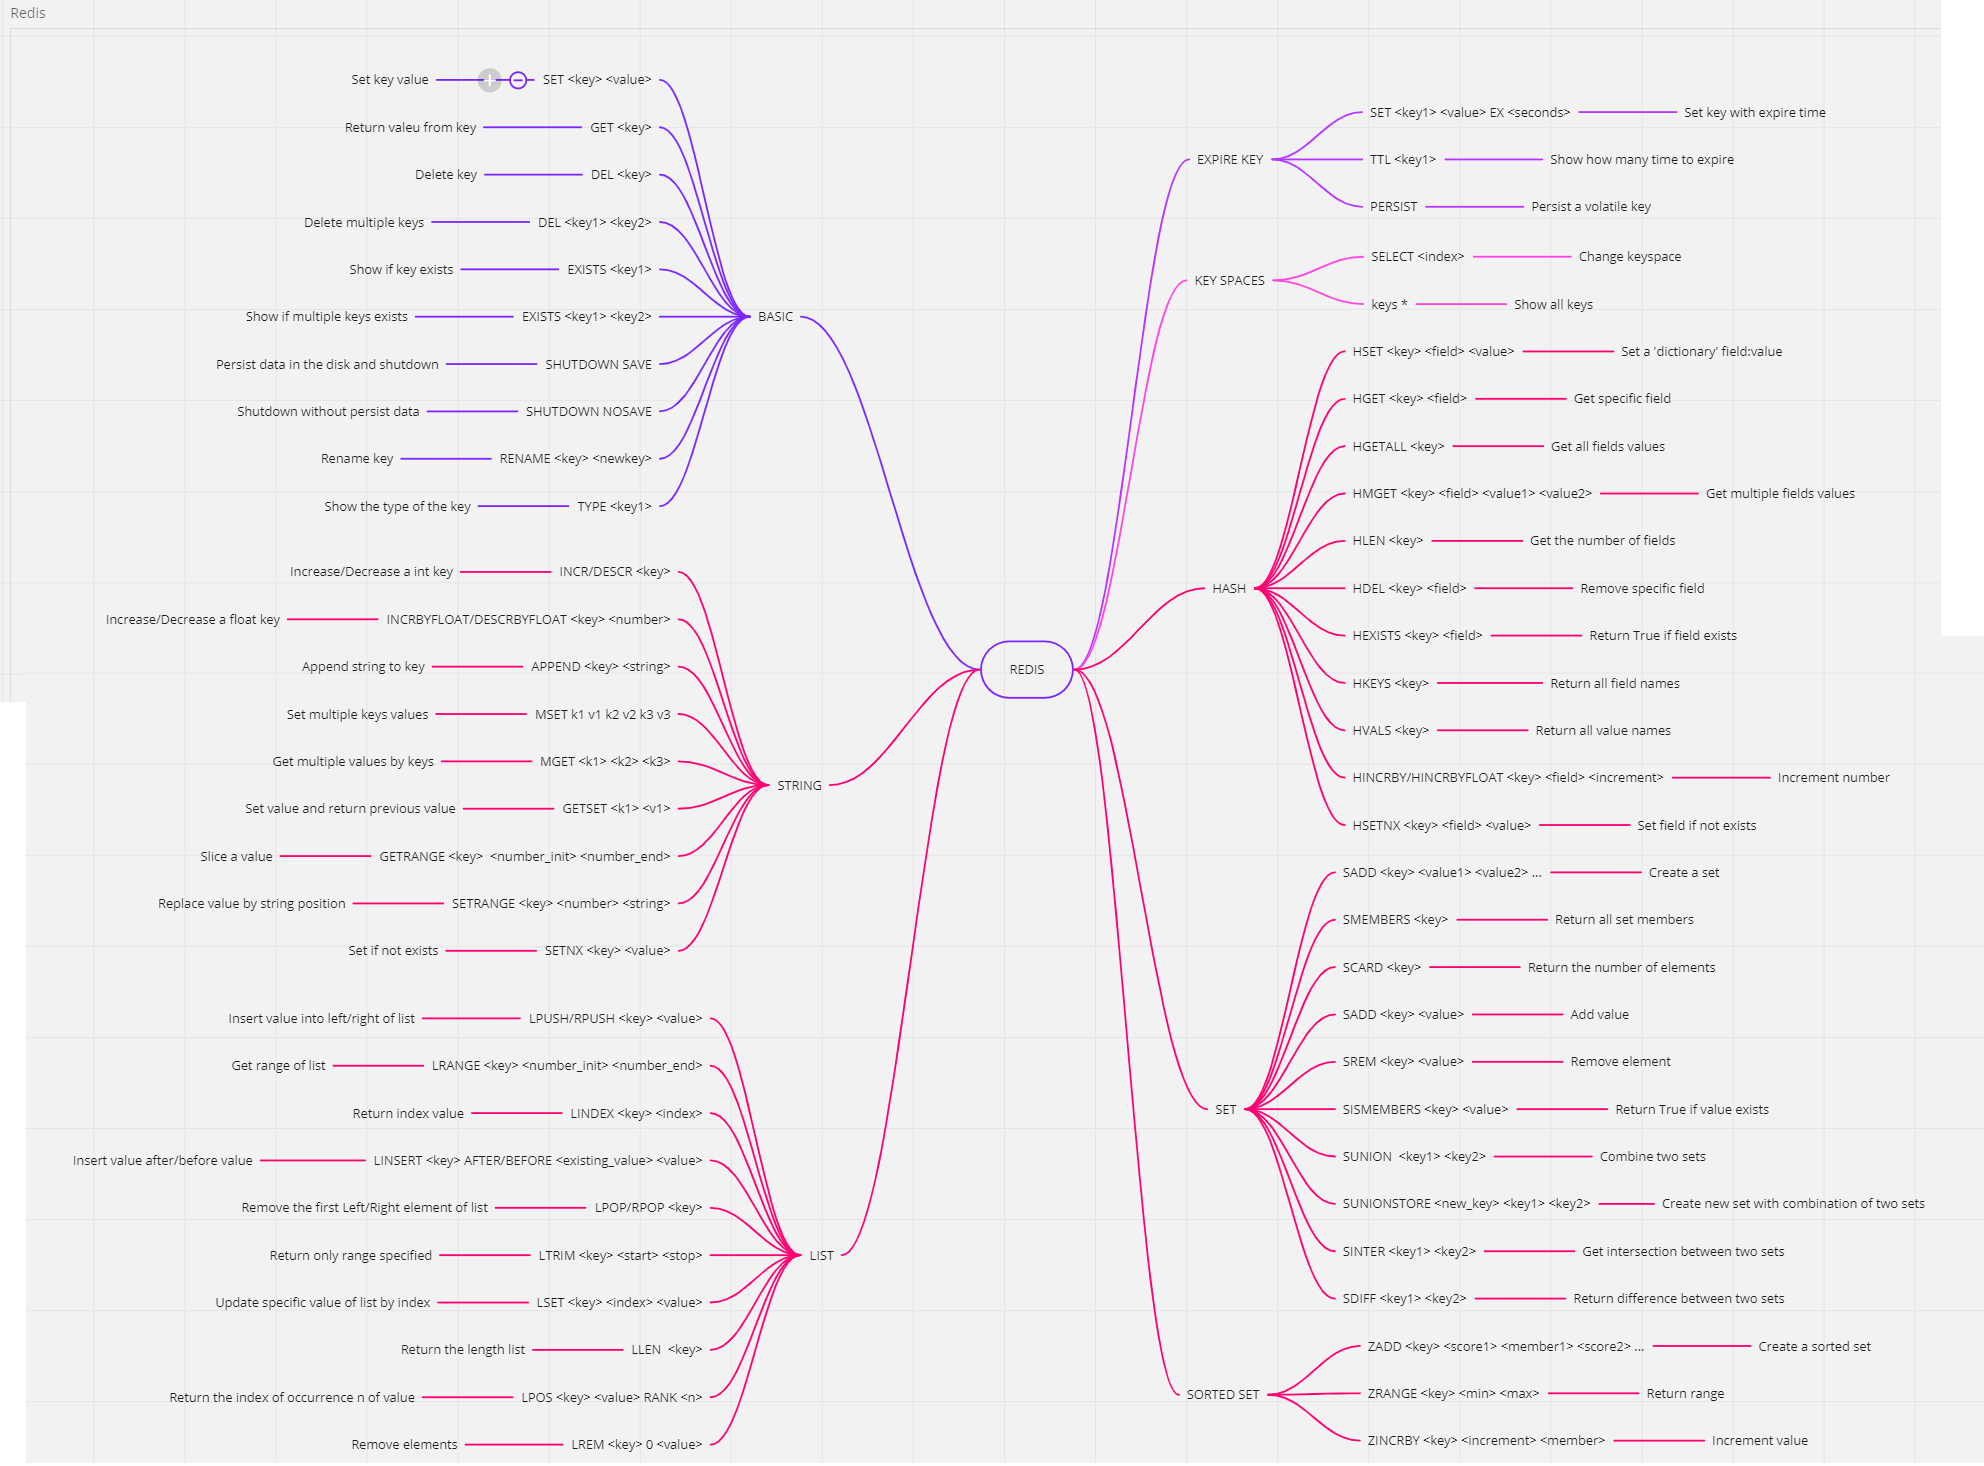 Redis
REDIS
BASIC
SET <key> <value>
Set key value
GET <key>
Return valeu from key
DEL <key>
Delete key
DEL <key1> <key2>
Delete multiple keys
EXISTS <key1>
Show if key exists
EXISTS <key1> <key2>
Show if multiple keys exists
SHUTDOWN SAVE
Persist data in the disk and shutdown
SHUTDOWN NOSAVE
Shutdown without persist data
RENAME <key> <newkey>
Rename key
TYPE <key1>
Show the type of the key
STRING
INCR/DESCR <key>
Increase/Decrease a int key
INCRBYFLOAT/DESCRBYFLOAT <key> <number>
Increase/Decrease a float key
APPEND <key> <string>
Append string to key
MSET k1 v1 k2 v2 k3 v3
Set multiple keys values
MGET <k1> <k2> <k3>
Get multiple values by keys
GETSET <k1> <v1>
Set value and return previous value
GETRANGE <key>  <number_init> <number_end>
Slice a value
SETRANGE <key> <number> <string>
Replace value by string position
SETNX <key> <value>
Set if not exists
LIST
LPUSH/RPUSH <key> <value>
Insert value into left/right of list
LRANGE <key> <number_init> <number_end>
Get range of list
LINDEX <key> <index>
Return index value
LINSERT <key> AFTER/BEFORE <existing_value> <value>
Insert value after/before value
LPOP/RPOP <key>
Remove the first Left/Right element of list
LTRIM <key> <start> <stop>
Return only range specified
LSET <key> <index> <value>
Update specific value of list by index
LLEN  <key>
Return the length list
LPOS <key> <value> RANK <n>
Return the index of occurrence n of value
LREM <key> 0 <value>
Remove elements
EXPIRE KEY
SET <key1> <value> EX <seconds>
Set key with expire time
TTL <key1>
Show how many time to expire
PERSIST
Persist a volatile key
KEY SPACES
SELECT <index>
Change keyspace
keys *
Show all keys
HASH
HSET <key> <field> <value>
Set a 'dictionary' field:value
HGET <key> <field>
Get specific field
HGETALL <key>
Get all fields values
HMGET <key> <field> <value1> <value2>
Get multiple fields values
HLEN <key>
Get the number of fields
HDEL <key> <field>
Remove specific field
HEXISTS <key> <field>
Return True if field exists
HKEYS <key>
Return all field names
HVALS <key>
Return all value names
HINCRBY/HINCRBYFLOAT <key> <field> <increment>
Increment number
HSETNX <key> <field> <value>
Set field if not exists
SET
SADD <key> <value1> <value2> ...
Create a set
SMEMBERS <key>
Return all set members
SCARD <key>
Return the number of elements
SADD <key> <value>
Add value
SREM <key> <value>
Remove element
SISMEMBERS <key> <value>
Return True if value exists
SUNION  <key1> <key2>
Combine two sets
SUNIONSTORE <new_key> <key1> <key2>
Create new set with combination of two sets
SINTER <key1> <key2>
Get intersection between two sets
SDIFF <key1> <key2>
Return difference between two sets
SORTED SET
ZADD <key> <score1> <member1> <score2> ...
Create a sorted set
ZRANGE <key> <min> <max>
Return range
ZINCRBY <key> <increment> <member>
Increment value